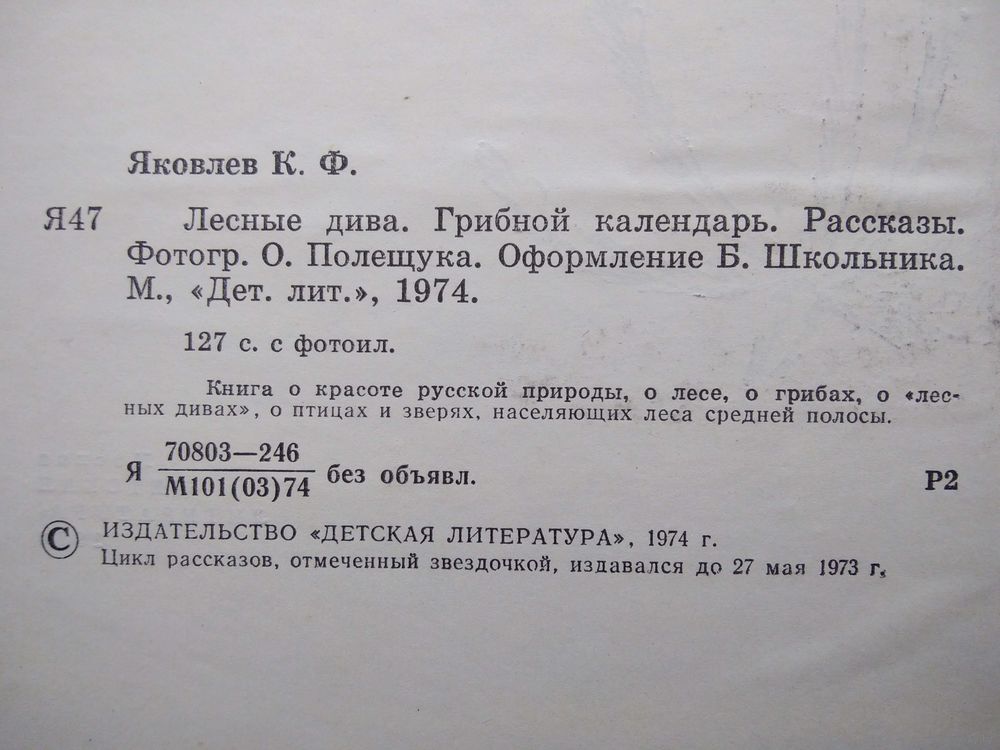 Яковлев К. Ф.
Я47 Лесные дива. Грибной календарь. Рассказы.
Фотогр. О. Полещука. Оформление Б. Школьника.
М., «Дет. лит.», 1974.
127 с. с фотоил.
Книга о красоте русской природы, о лесе, о грибах, о «лес-
ных дивах», о птицах и зверях, населяющих леса средней полосы.
70803—246
Я без объявл. Р2
М101(03)74
© ИЗДАТЕЛЬСТВО «ДЕТСКАЯ ЛИТЕРАТУРА», 1974 г.
Цикл рассказов, отмеченный звездочкой, издавался до 27 мая 1973 г.